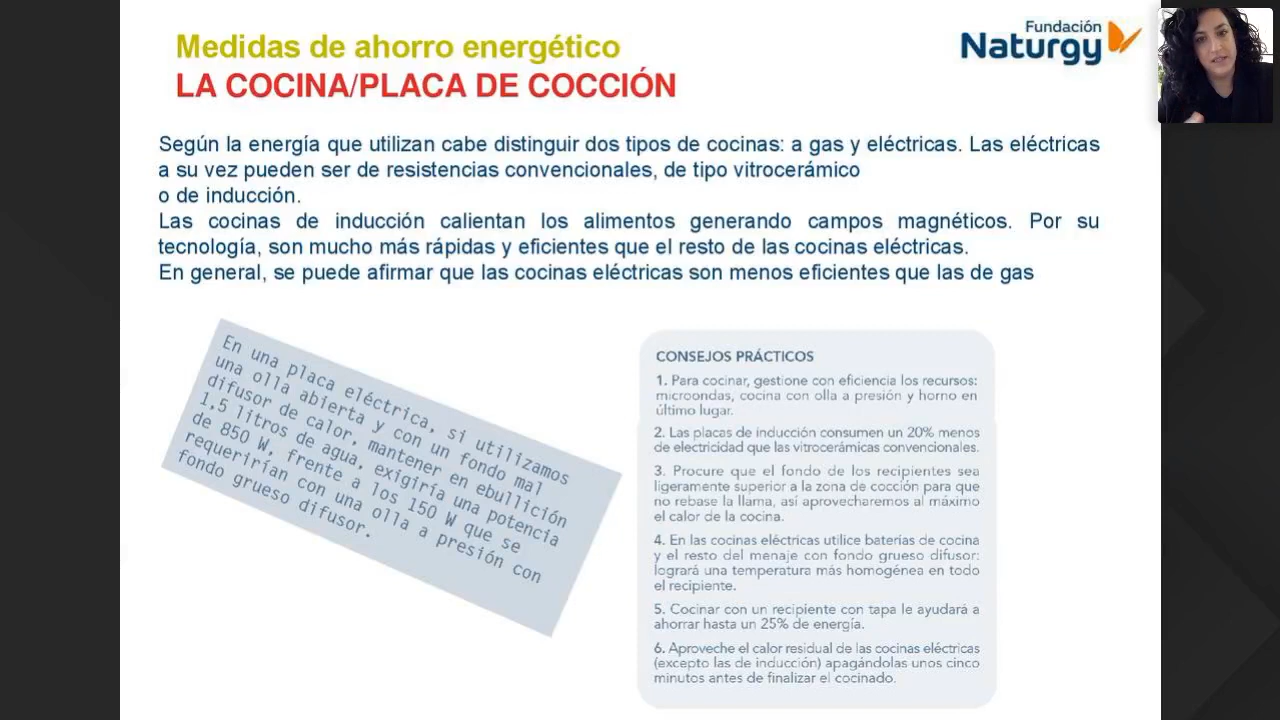 Medidas de ahorro energético
LA COCINA/PLACA DE COCCIÓN
Fundación
Naturgy
Según la energía que utilizan cabe distinguir dos tipos de cocinas: a gas y eléctricas. Las eléctricas
a su vez pueden ser de resistencias convencionales, de tipo vitrocerámico
o de inducción.
Las cocinas de inducción calientan los alimentos generando campos magnéticos. Por su
tecnología, son mucho más rápidas y eficientes que el resto de las cocinas eléctricas.
En general, se puede afirmar que las cocinas eléctricas son menos eficientes que las de gas
En una placa eléctrica, si utilizamos
una olla abierta y con un fondo mal
difusor de calor, mantener en ebullición
1,5 litros de agua, exigiría una potencia
de 850 W, frente a los 150 W que se
requerirían con una olla a presión con
fondo grueso difusor.
CONSEJOS PRÁCTICOS
1. Para cocinar, gestione con eficiencia los recursos:
microondas, cocina con olla a presión y horno en
último lugar.
2. Las placas de inducción consumen un 20% menos
de electricidad que las vitrocerámicas convencionales.
3. Procure que el fondo de los recipientes sea
ligeramente superior a la zona de cocción para que
no rebase la llama, así aprovecharemos al máximo
el calor de la cocina.
4. En las cocinas eléctricas utilice baterías de cocina
y el resto del menaje con fondo grueso difusor:
logrará una temperatura más homogénea en todo
el recipiente.
5. Cocinar con un recipiente con tapa le ayudará a
ahorrar hasta un 25% de energía.
6. Aproveche el calor residual de las cocinas eléctricas
(excepto las de inducción) apagándolas unos cinco
minutos antes de finalizar el cocinado.